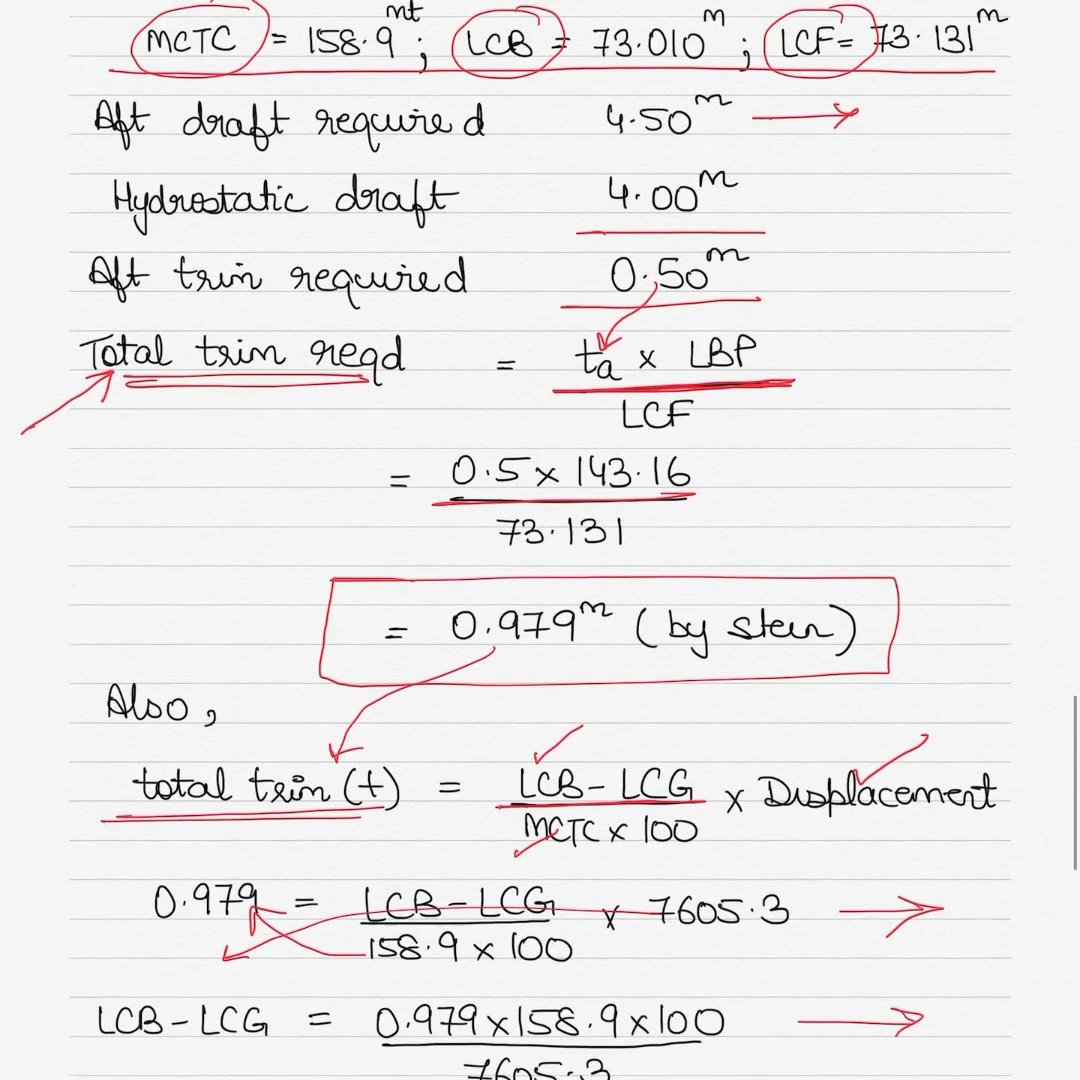 MCTC = 158.9 mt ; LCB = 73.010 m ; LCF = 73.131 m
Aft draft required 4.50 m
Hydrostatic draft 4.00 m
Aft trim required 0.50 m
Total trim reqd = ta x LBP
LCF
= 0.5 x 143.16
73.131
= 0.979 m (by stern)
Also,
total trim (t) = LCB - LCG x Displacement
MCTC x 100
0.979 = LCB - LCG x 7605.3
158.9 x 100
LCB - LCG = 0.979 x 158.9 x 100
7605.3